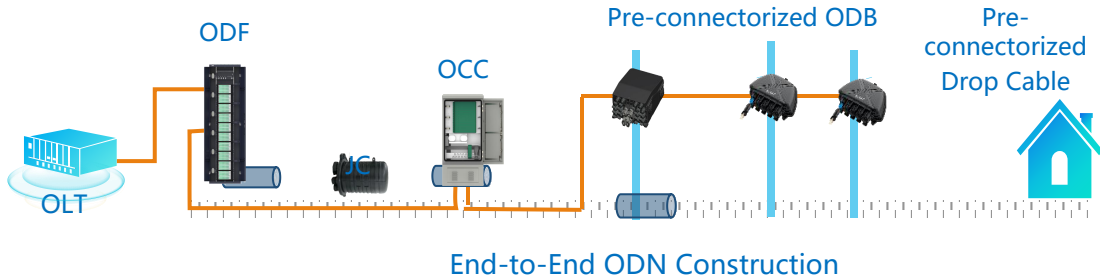 ODF
OCC
Pre-connectorized ODB
Pre-
connectorized
Drop Cable
JC
OLT
End-to-End ODN Construction